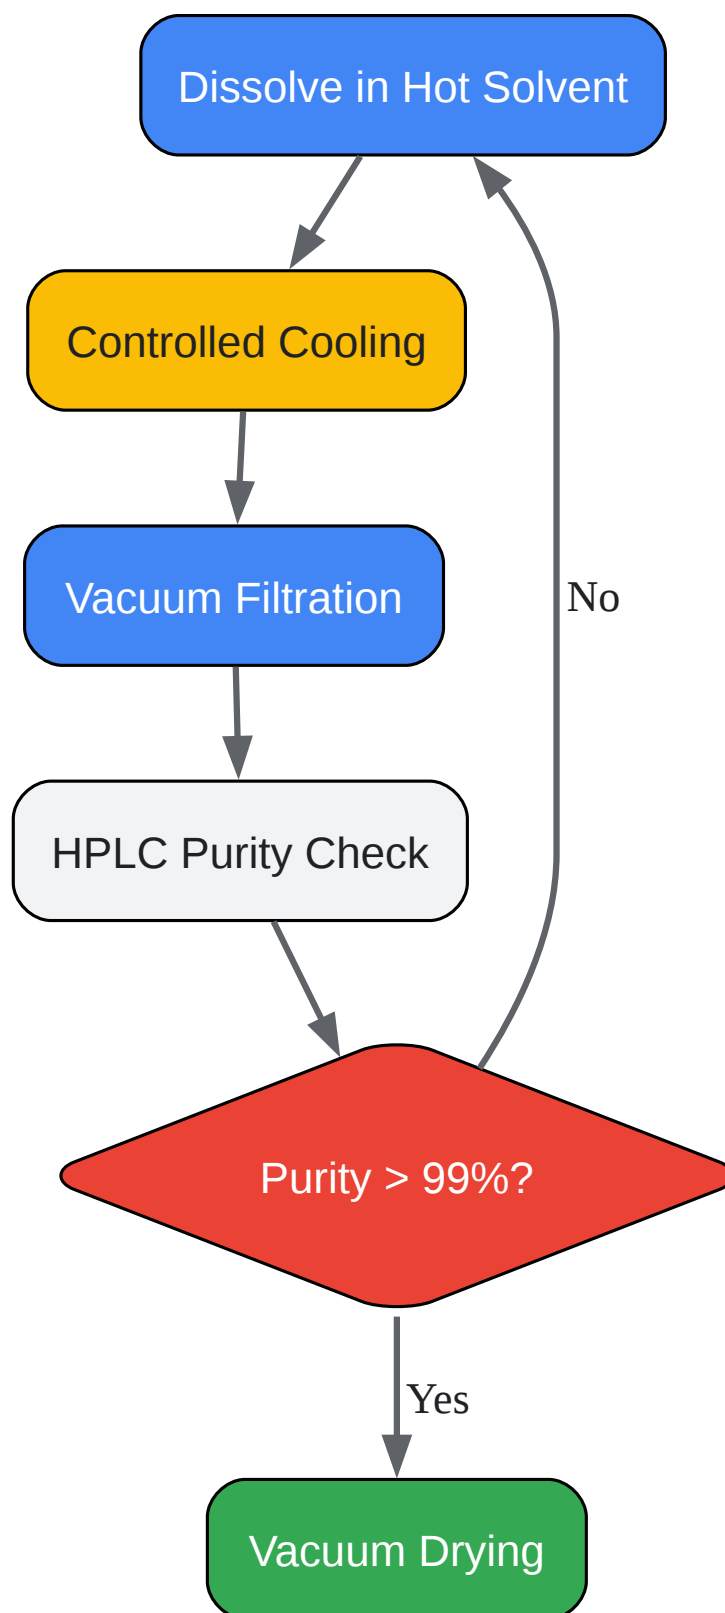 Dissolve in Hot Solvent
Controlled Cooling
Vacuum Filtration
No
HPLC Purity Check
Purity > 99%?
Yes
Vacuum Drying